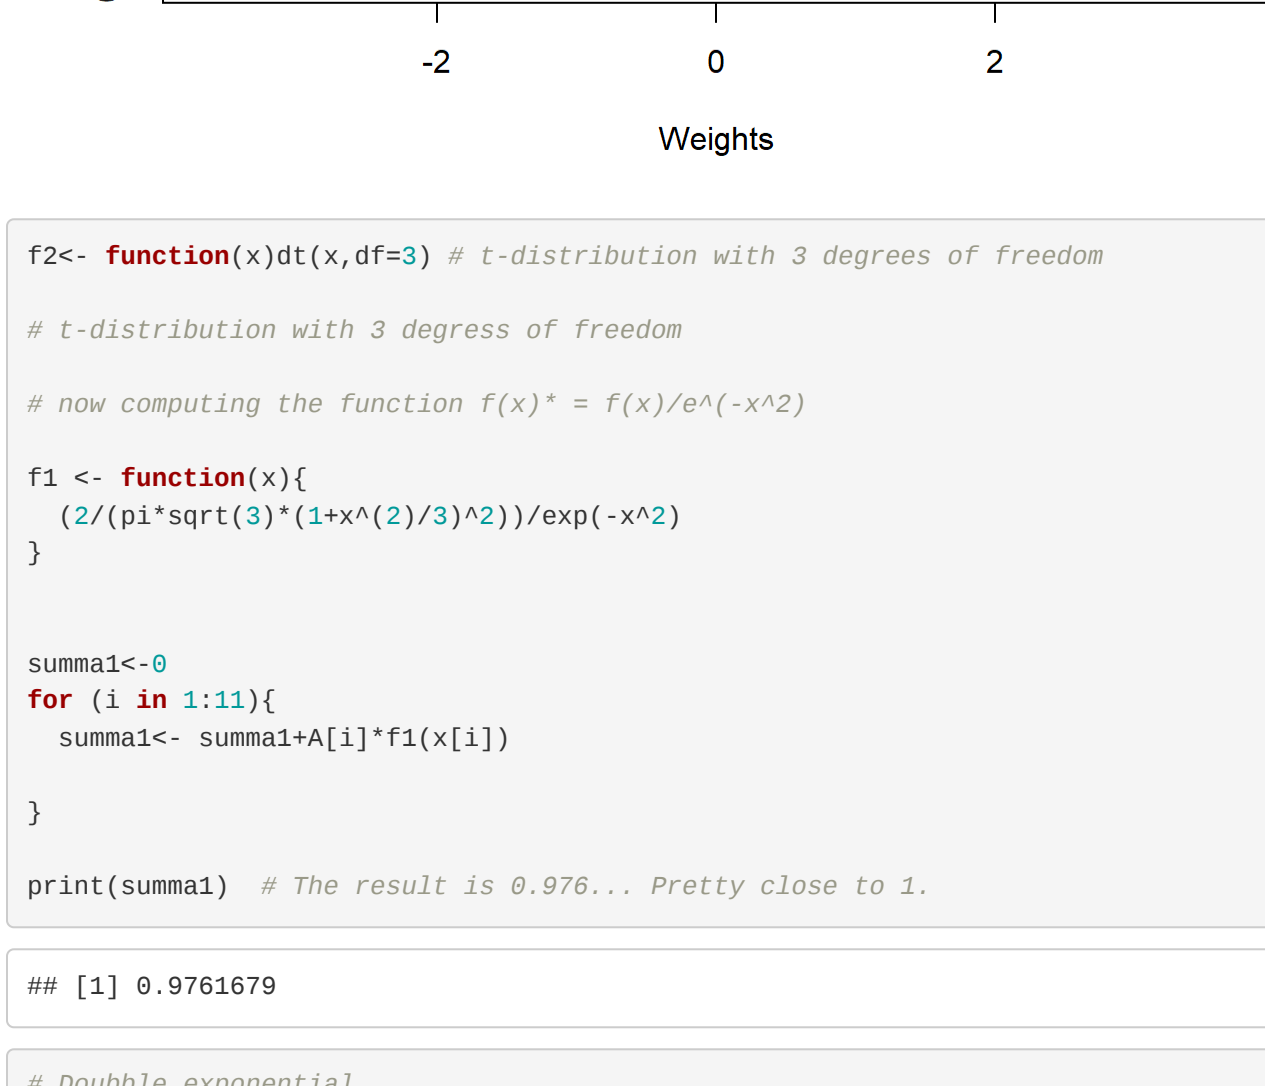 -2 0 2
Weights
f2<- function(x)dt(x,df=3) # t-distribution with 3 degrees of freedom
# t-distribution with 3 degress of freedom
# now computing the function f(x)* = f(x)/e^(-x^2)
f1 <- function(x){
(2/(pi*sqrt(3)*(1+x^(2)/3)^2))/exp(-x^2)
}
summa1<-0
for (i in 1:11){
summa1<- summa1+A[i]*f1(x[i])
}
print(summa1)  # The result is 0.976... Pretty close to 1.
## [1] 0.9761679
# Doubble exponential